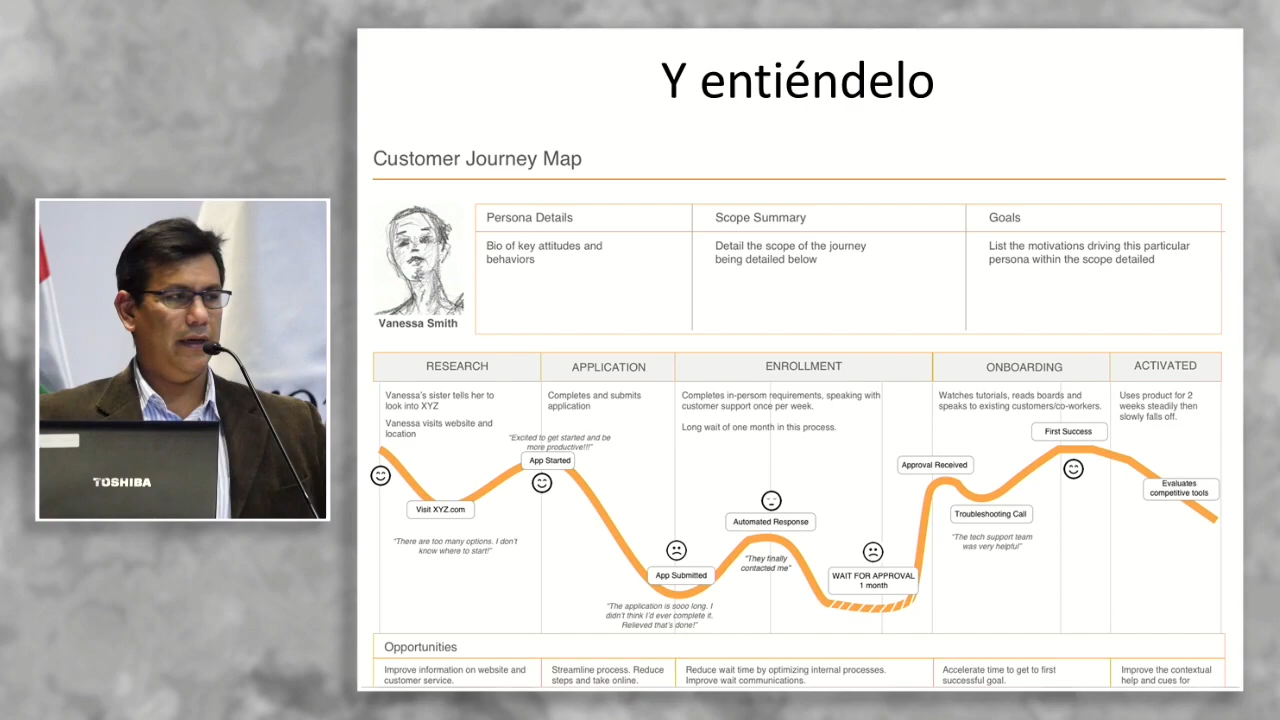 Y entiéndelo
Customer Journey Map
Persona Details
Scope Summary
Goals
Bio of key attitudes and
behaviors
Detail the scope of the journey
being detailed below
List the motivations driving this particular
persona within the scope detailed
Vanessa Smith
RESEARCH
APPLICATION
ENROLLMENT
ONBOARDING
ACTIVATED
Vanessa's sister tells her to
look into XYZ
Vanessa visits website and
location
Completes and submits
application
Completes in-persom requirements, speaking with
customer support once per week.
Long wait of one month in this process.
Watches tutorials, reads boards and
speaks to existing customers/co-workers.
Uses product for 2
weeks steadily then
slowly falls off.
"Excited to get started and be
more productive!!!"
App Started
Visit XYZ.com
"There are too many options. I don't
know where to start!"
App Submitted
"The application is sooo long. I
didn't think I'd ever complete it.
Relieved that's done!"
Automated Response
"They finally
contacted me"
WAIT FOR APPROVAL
1 month
Approval Received
Troubleshooting Call
"The tech support team
was very helpful"
First Success
Evaluates
competitive tools
Opportunities
Improve information on website and
customer service.
Streamline process. Reduce
steps and take online.
Reduce wait time by optimizing internal processes.
Improve wait communications.
Accelerate time to get to first
successful goal.
Improve the contextual
help and cues for
TOSHIBA